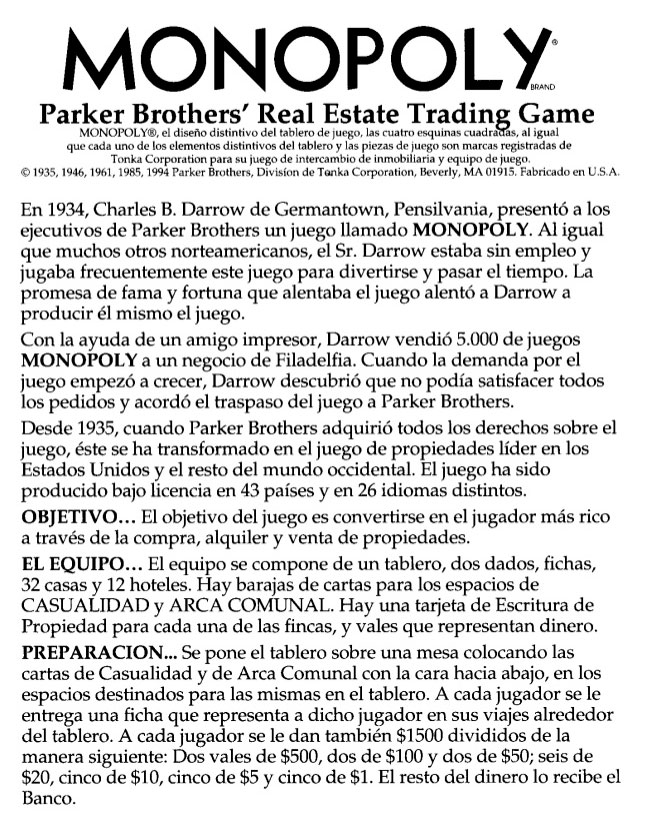 MONOPOLY®
BRAND
Parker Brothers' Real Estate Trading Game
MONOPOLY®, el diseño distintivo del tablero de juego, las cuatro esquinas cuadradas, al igual
que cada uno de los elementos distintivos del tablero y las piezas de juego son marcas registradas de
Tonka Corporation para su juego de intercambio de inmobiliaria y equipo de juego.
© 1935, 1946, 1961, 1985, 1994 Parker Brothers, Division de Tonka Corporation, Beverly, MA 01915. Fabricado en U.S.A.
En 1934, Charles B. Darrow de Germantown, Pensilvania, presentó a los
ejecutivos de Parker Brothers un juego llamado MONOPOLY. Al igual
que muchos otros norteamericanos, el Sr. Darrow estaba sin empleo y
jugaba frecuentemente este juego para divertirse y pasar el tiempo. La
promesa de fama y fortuna que alentaba el juego alentó a Darrow a
producir él mismo el juego.
Con la ayuda de un amigo impresor, Darrow vendió 5.000 de juegos
MONOPOLY a un negocio de Filadelfia. Cuando la demanda por el
juego empezó a crecer, Darrow descubrió que no podía satisfacer todos
los pedidos y acordó el traspaso del juego a Parker Brothers.
Desde 1935, cuando Parker Brothers adquirió todos los derechos sobre el
juego, éste se ha transformado en el juego de propiedades líder en los
Estados Unidos y el resto del mundo occidental. El juego ha sido
producido bajo licencia en 43 países y en 26 idiomas distintos.
OBJETIVO... El objetivo del juego es convertirse en el jugador más rico
a través de la compra, alquiler y venta de propiedades.
EL EQUIPO... El equipo se compone de un tablero, dos dados, fichas,
32 casas y 12 hoteles. Hay barajas de cartas para los espacios de
CASUALIDAD y ARCA COMUNAL. Hay una tarjeta de Escritura de
Propiedad para cada una de las fincas, y vales que representan dinero.
PREPARACION... Se pone el tablero sobre una mesa colocando las
cartas de Casualidad y de Arca Comunal con la cara hacia abajo, en los
espacios destinados para las mismas en el tablero. A cada jugador se le
entrega una ficha que representa a dicho jugador en sus viajes alrededor
del tablero. A cada jugador se le dan también $1500 divididos de la
manera siguiente: Dos vales de $500, dos de $100 y dos de $50; seis de
$20, cinco de $10, cinco de $5 y cinco de $1. El resto del dinero lo recibe el
Banco.